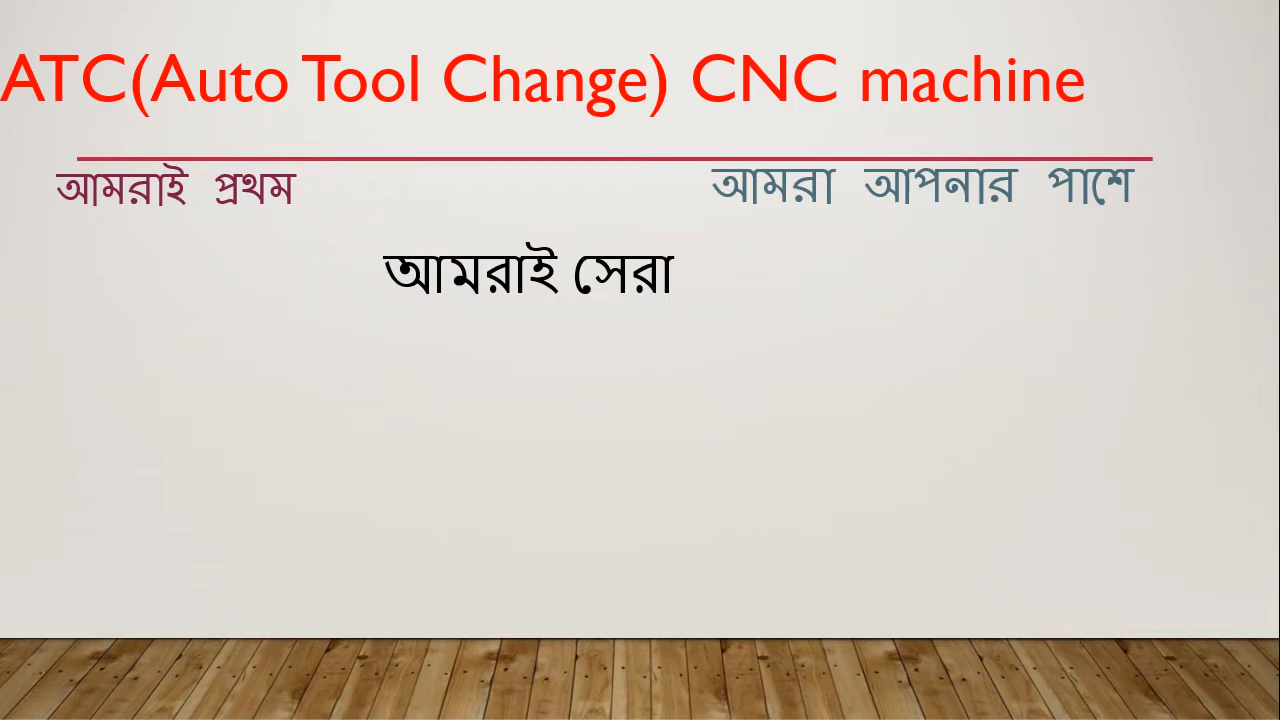 ATC(Auto Tool Change) CNC machine
আমরাই প্রথম
আমরা আপনার পাশে
আমরাই সেরা